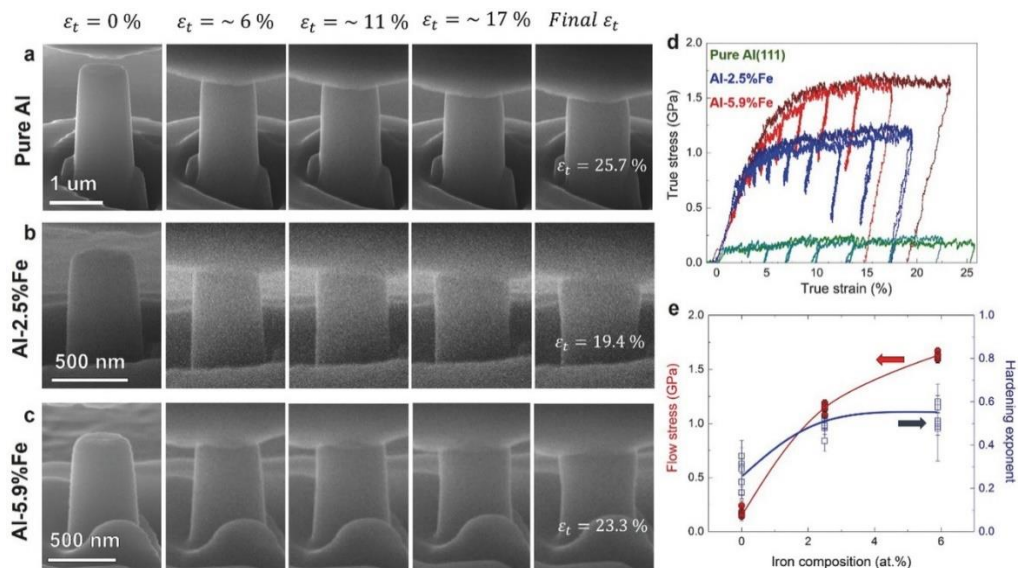 ε_t = 0 %
ε_t = ~ 6 %
ε_t = ~ 11 %
ε_t = ~ 17 %
Final ε_t
a
Pure Al
1 um
ε_t = 25.7 %
b
Al-2.5%Fe
500 nm
ε_t = 19.4 %
c
Al-5.9%Fe
500 nm
ε_t = 23.3 %
d
Pure Al(111)
Al-2.5%Fe
Al-5.9%Fe
True stress (GPa)
2.0
1.5
1.0
0.5
0.0
0 5 10 15 20 25
True strain (%)
e
Flow stress (GPa)
2.0
1.5
1.0
0.5
0.0
1.0
0.8
0.6
0.4
0.2
0.0
Hardening exponent
0 2 4 6
Iron composition (at.%)